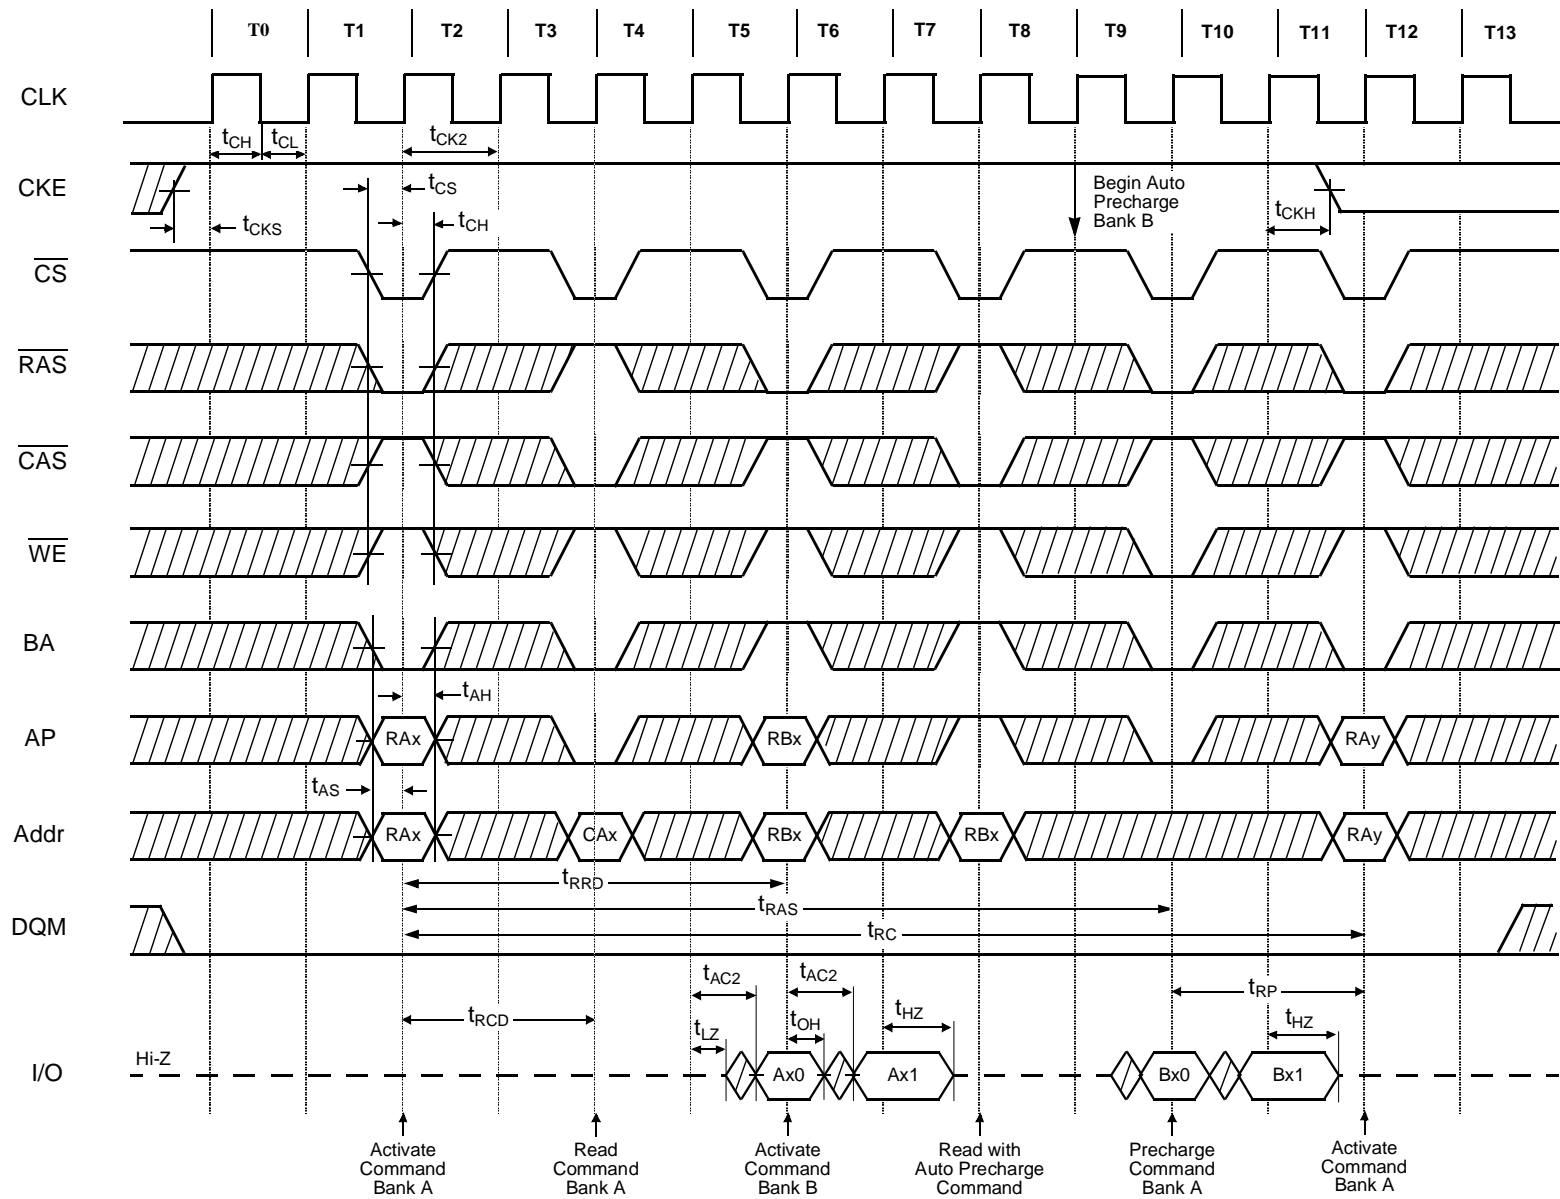 T0 T1 T2 T3 T4 T5 T6 T7 T8 T9 T10 T11 T12 T13
CLK
tCH tCL tCK2
CKE
tCS
tCKS
tCH
Begin Auto
Precharge
Bank B
tCKH
CS
RAS
CAS
WE
BA
tAH
AP
RAx RBx RAy
tAS
Addr
RAx CAx RBx RBx RAy
tRRD
tRAS
DQM
tRC
tAC2 tAC2
tRP
tRCD
tLZ tOH tHZ tHZ
I/O
Hi-Z
Ax0 Ax1 Bx0 Bx1
Activate
Command
Bank A
Read
Command
Bank A
Activate
Command
Bank B
Read with
Auto Precharge
Command
Precharge
Command
Bank A
Activate
Command
Bank A